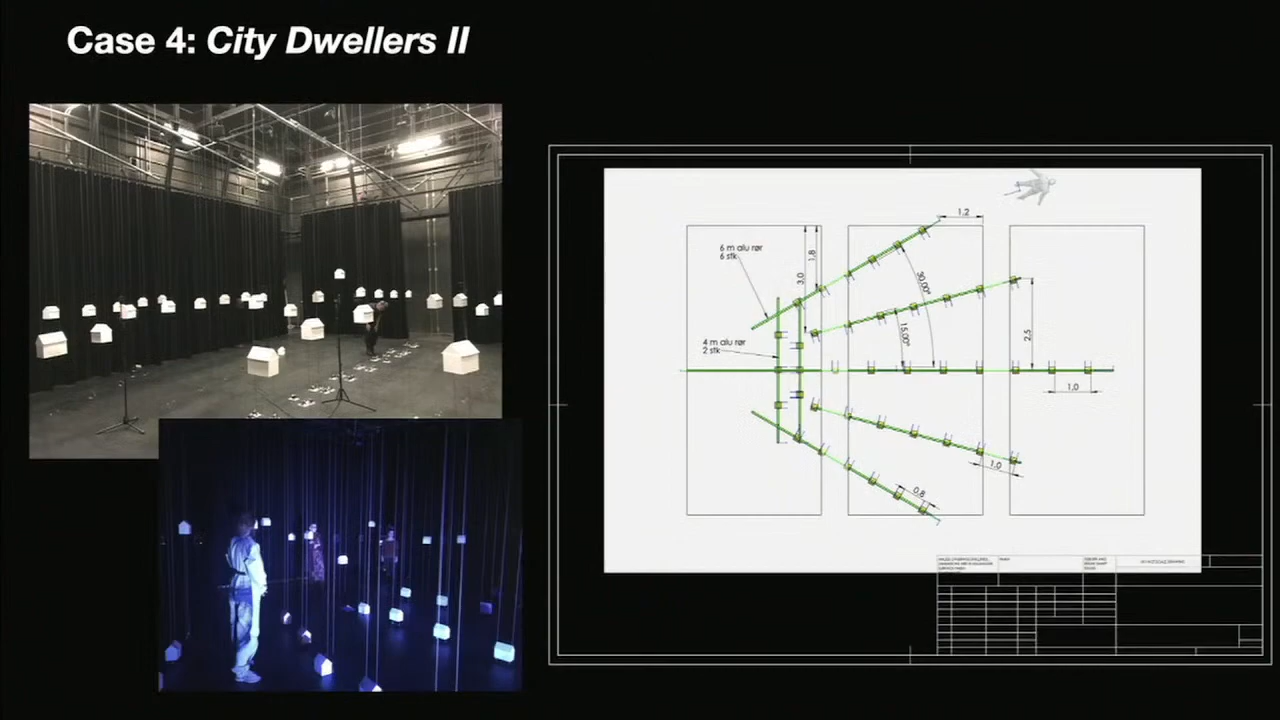 Case 4: City Dwellers II
1,2
6 m alu rør
6 stk
1,8
3,0
30,00°
15,00°
2,5
4 m alu rør
2 stk
1,0
1,0
0,8